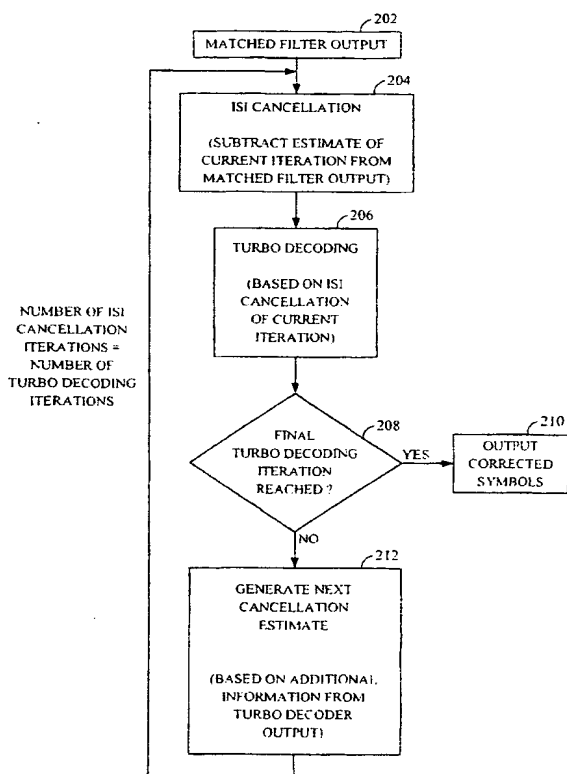 202
MATCHED FILTER OUTPUT
204
ISI CANCELLATION
(SUBTRACT ESTIMATE OF
CURRENT ITERATION FROM
MATCHED FILTER OUTPUT)
206
TURBO DECODING
(BASED ON ISI
CANCELLATION
OF CURRENT
ITERATION)
NUMBER OF ISI
CANCELLATION
ITERATIONS =
NUMBER OF
TURBO DECODING
ITERATIONS
208
FINAL
TURBO DECODING
ITERATION
REACHED ?
YES
210
OUTPUT
CORRECTED
SYMBOLS
NO
212
GENERATE NEXT
CANCELLATION
ESTIMATE
(BASED ON ADDITIONAL
INFORMATION FROM
TURBO DECODER
OUTPUT)